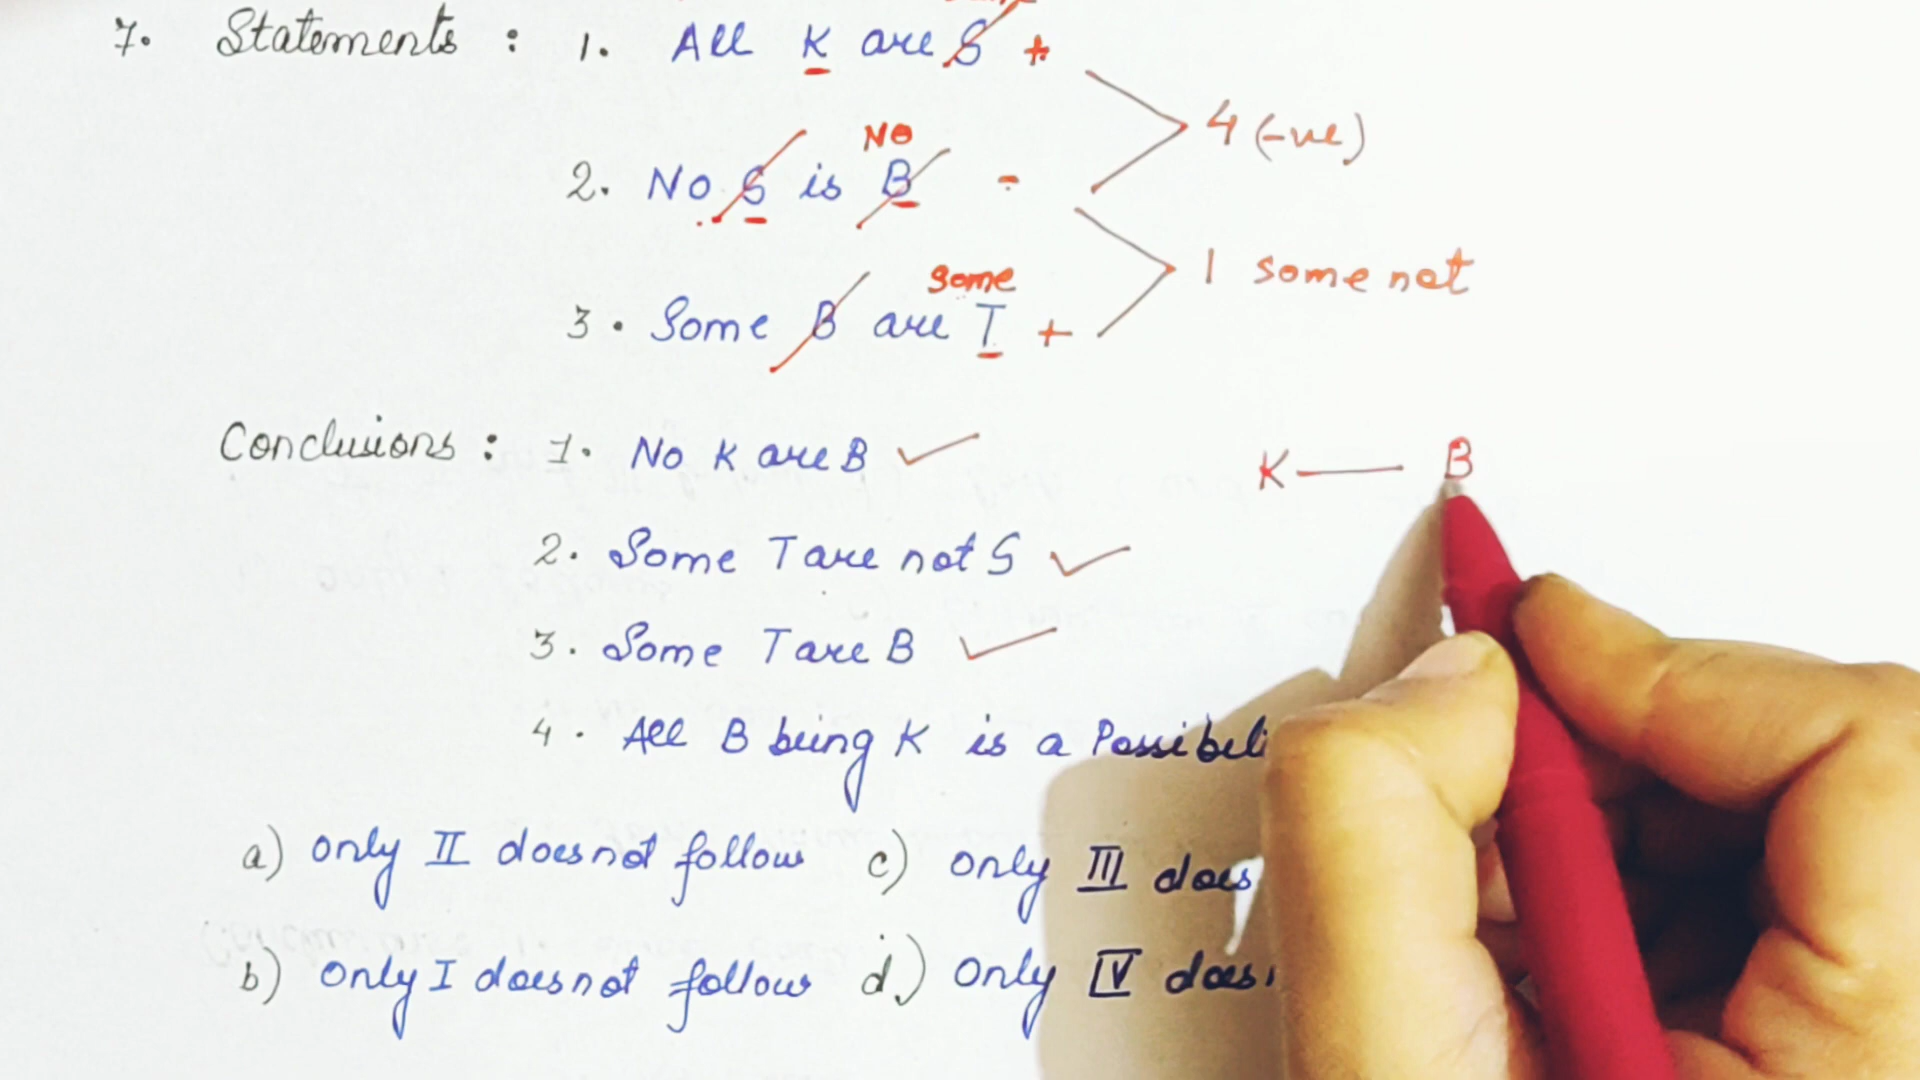 7. Statements : 1. All K are S +
4 (-ve)
NO
2. No S is B -
Some
1 some not
3. Some B are T +
Conclusions : 1. No K are B ✓
K — B
2. Some T are not S ✓
3. Some T are B ✓
4. All B being K is a Possibeli
a) only II does not follow c) only III does
b) only I does not follow d.) only IV does